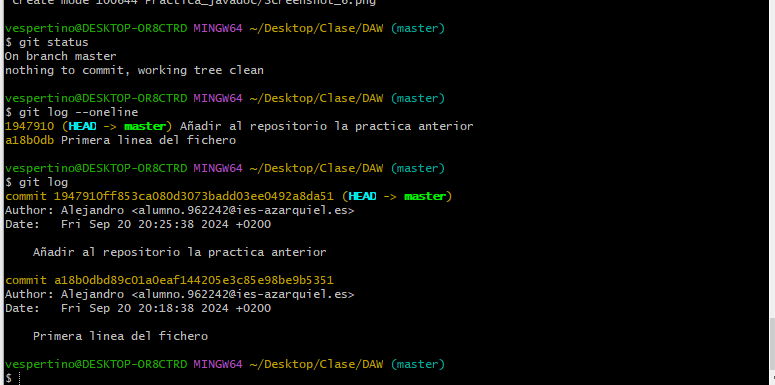 create mode 100644 Practica_javadoc/Screenshot_6.png
vespertino@DESKTOP-OR8CTRD MINGW64 ~/Desktop/Clase/DAW (master)
$ git status
On branch master
nothing to commit, working tree clean
vespertino@DESKTOP-OR8CTRD MINGW64 ~/Desktop/Clase/DAW (master)
$ git log --oneline
1947910 (HEAD -> master) Añadir al repositorio la practica anterior
a18b0db Primera linea del fichero
vespertino@DESKTOP-OR8CTRD MINGW64 ~/Desktop/Clase/DAW (master)
$ git log
commit 1947910ff853ca080d3073badd03ee0492a8da51 (HEAD -> master)
Author: Alejandro <alumno.962242@ies-azarquiel.es>
Date:   Fri Sep 20 20:25:38 2024 +0200
Añadir al repositorio la practica anterior
commit a18b0dbd89c01a0eaf144205e3c85e98be9b5351
Author: Alejandro <alumno.962242@ies-azarquiel.es>
Date:   Fri Sep 20 20:18:38 2024 +0200
Primera linea del fichero
vespertino@DESKTOP-OR8CTRD MINGW64 ~/Desktop/Clase/DAW (master)
$